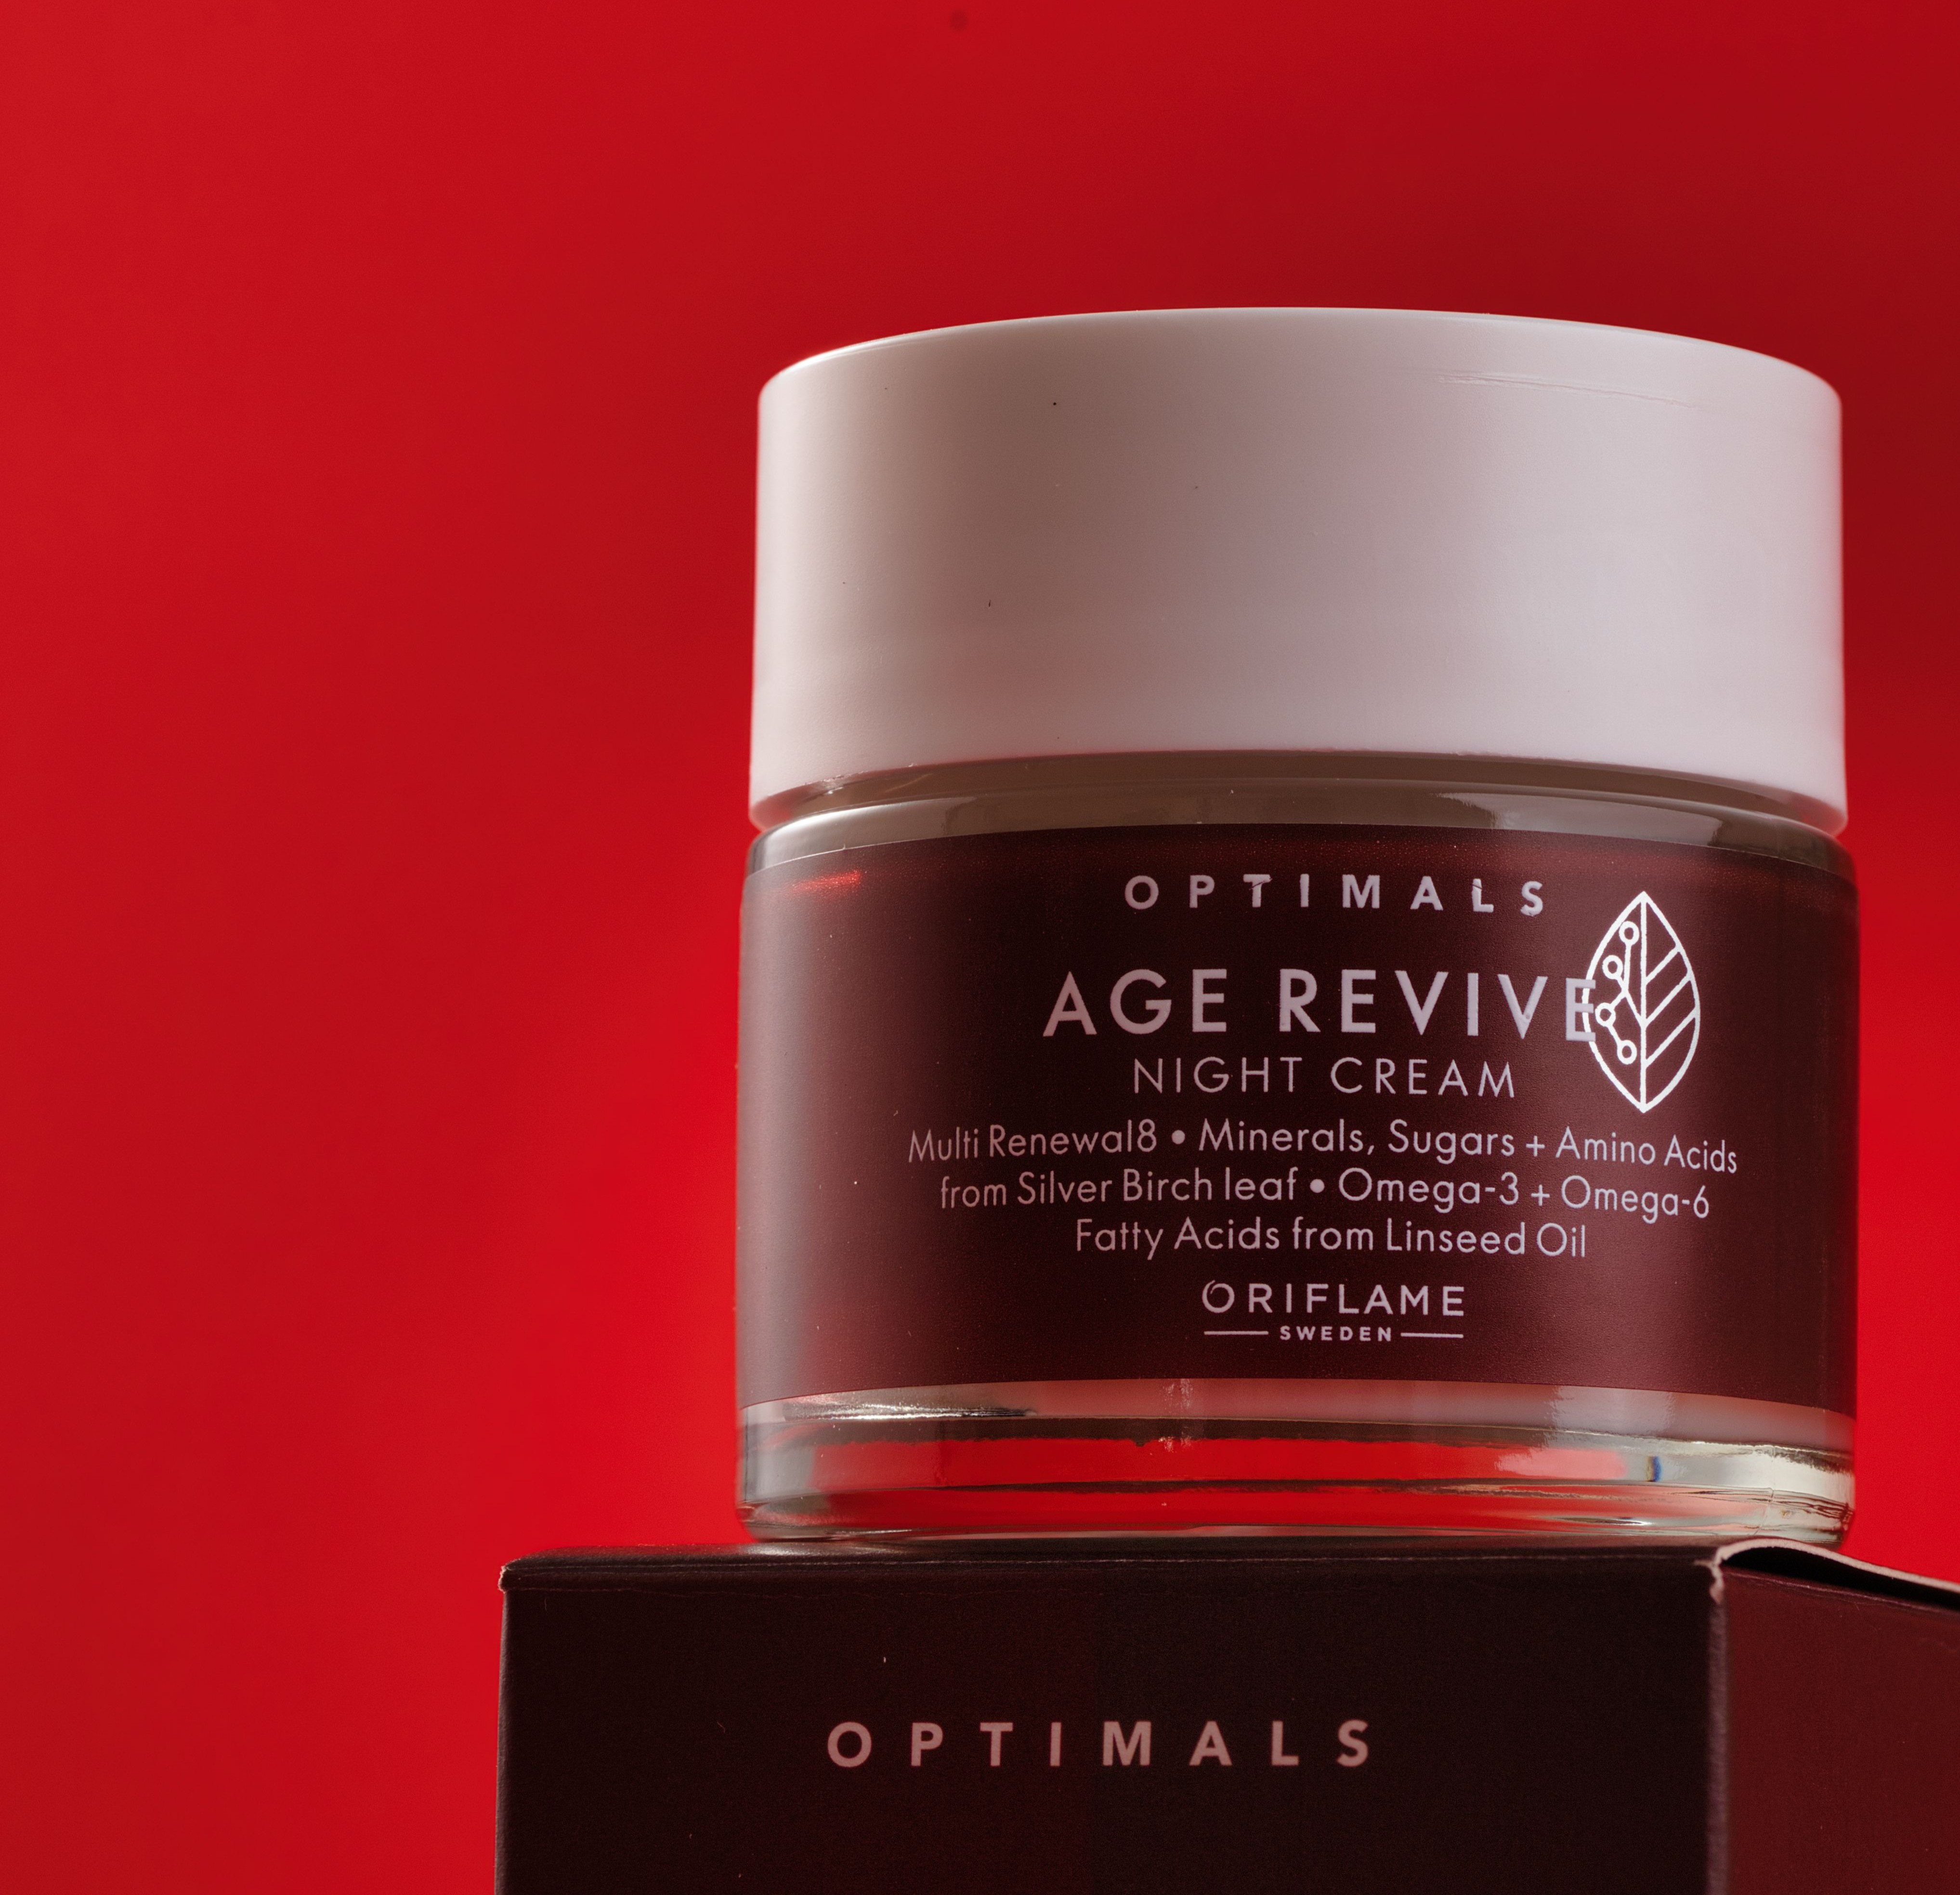 OPTIMALS
AGE REVIVE
NIGHT CREAM
Multi Renewal8 • Minerals, Sugars + Amino Acids
from Silver Birch leaf • Omega-3 + Omega-6
Fatty Acids from Linseed Oil
ORIFLAME
SWEDEN
OPTIMALS